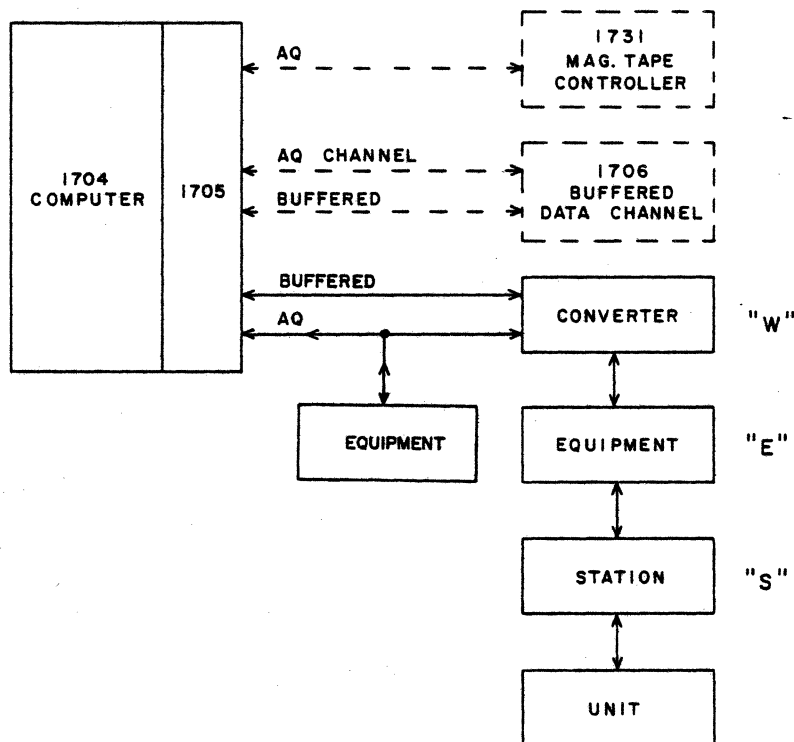 1704
COMPUTER
1705
AQ
1731
MAG. TAPE
CONTROLLER
AQ CHANNEL
BUFFERED
1706
BUFFERED
DATA CHANNEL
BUFFERED
AQ
CONVERTER
"W"
EQUIPMENT
EQUIPMENT
"E"
STATION
"S"
UNIT